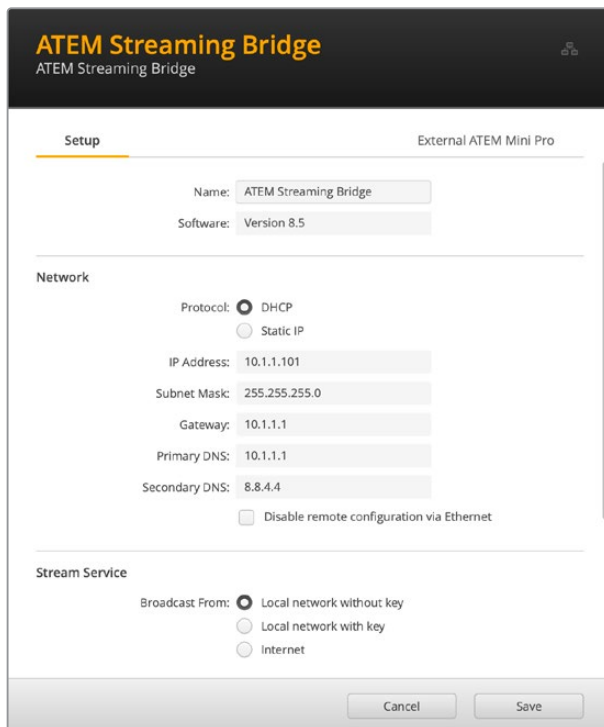 ATEM Streaming Bridge
ATEM Streaming Bridge
Setup External ATEM Mini Pro
Name: ATEM Streaming Bridge
Software: Version 8.5
Network
Protocol: DHCP
Static IP
IP Address: 10.1.1.101
Subnet Mask: 255.255.255.0
Gateway: 10.1.1.1
Primary DNS: 10.1.1.1
Secondary DNS: 8.8.4.4
Disable remote configuration via Ethernet
Stream Service
Broadcast From: Local network without key
Local network with key
Internet
Cancel Save